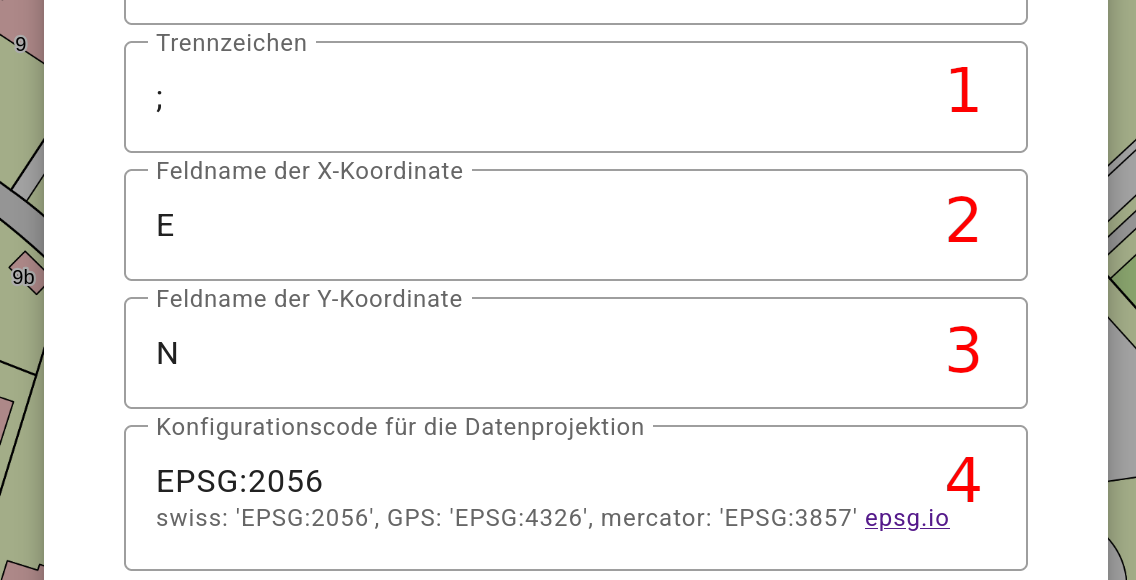 9
Trennzeichen
; 1
Feldname der X-Koordinate
E 2
9b
Feldname der Y-Koordinate
N 3
Konfigurationscode für die Datenprojektion
EPSG:2056 4
swiss: 'EPSG:2056', GPS: 'EPSG:4326', mercator: 'EPSG:3857' epsg.io